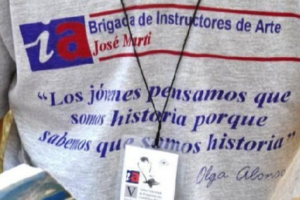 ia
Brigada de Instructores de Arte
José Martí
"Los jóvenes pensamos que
somos historia porque
sabemos que somos historia"
Olga Alonso
ia
V